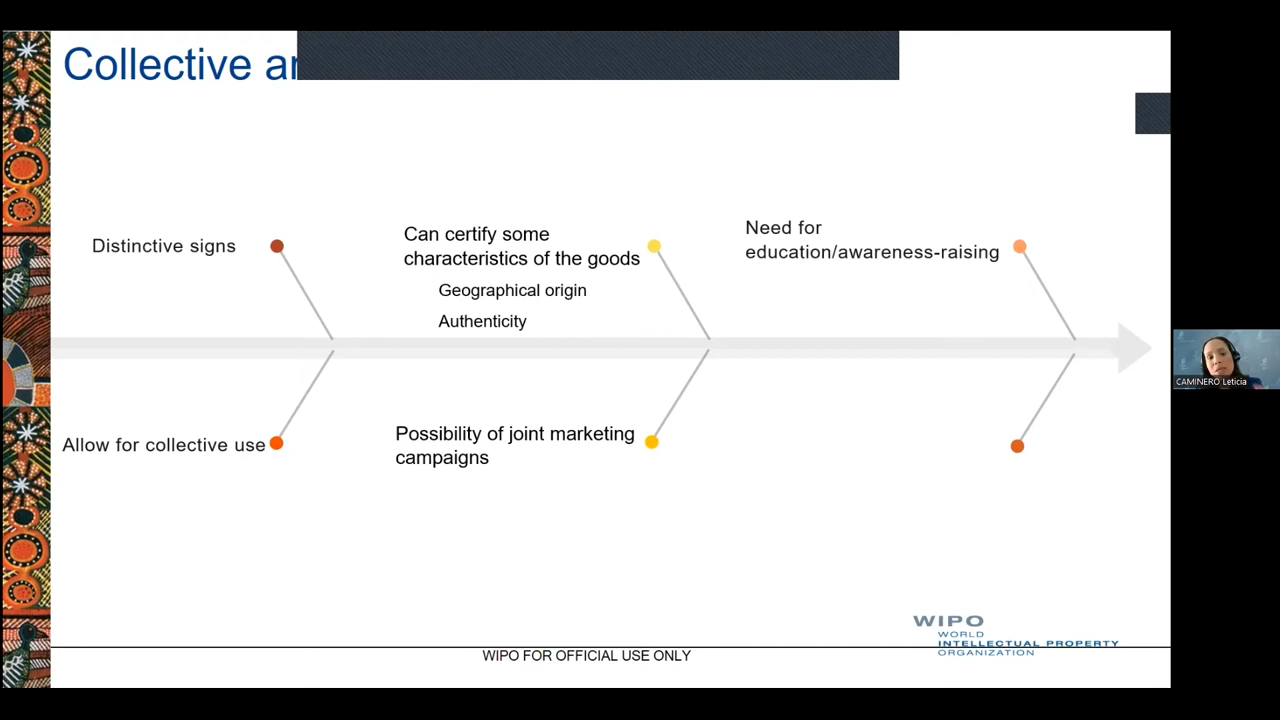 Collective
Distinctive signs
Can certify some
characteristics of the goods
Geographical origin
Authenticity
Need for
education/awareness-raising
Allow for collective use
Possibility of joint marketing
campaigns
WIPO
WORLD
INTELLECTUAL PROPERTY
ORGANIZATION
WIPO FOR OFFICIAL USE ONLY
CAMINERO Leticia